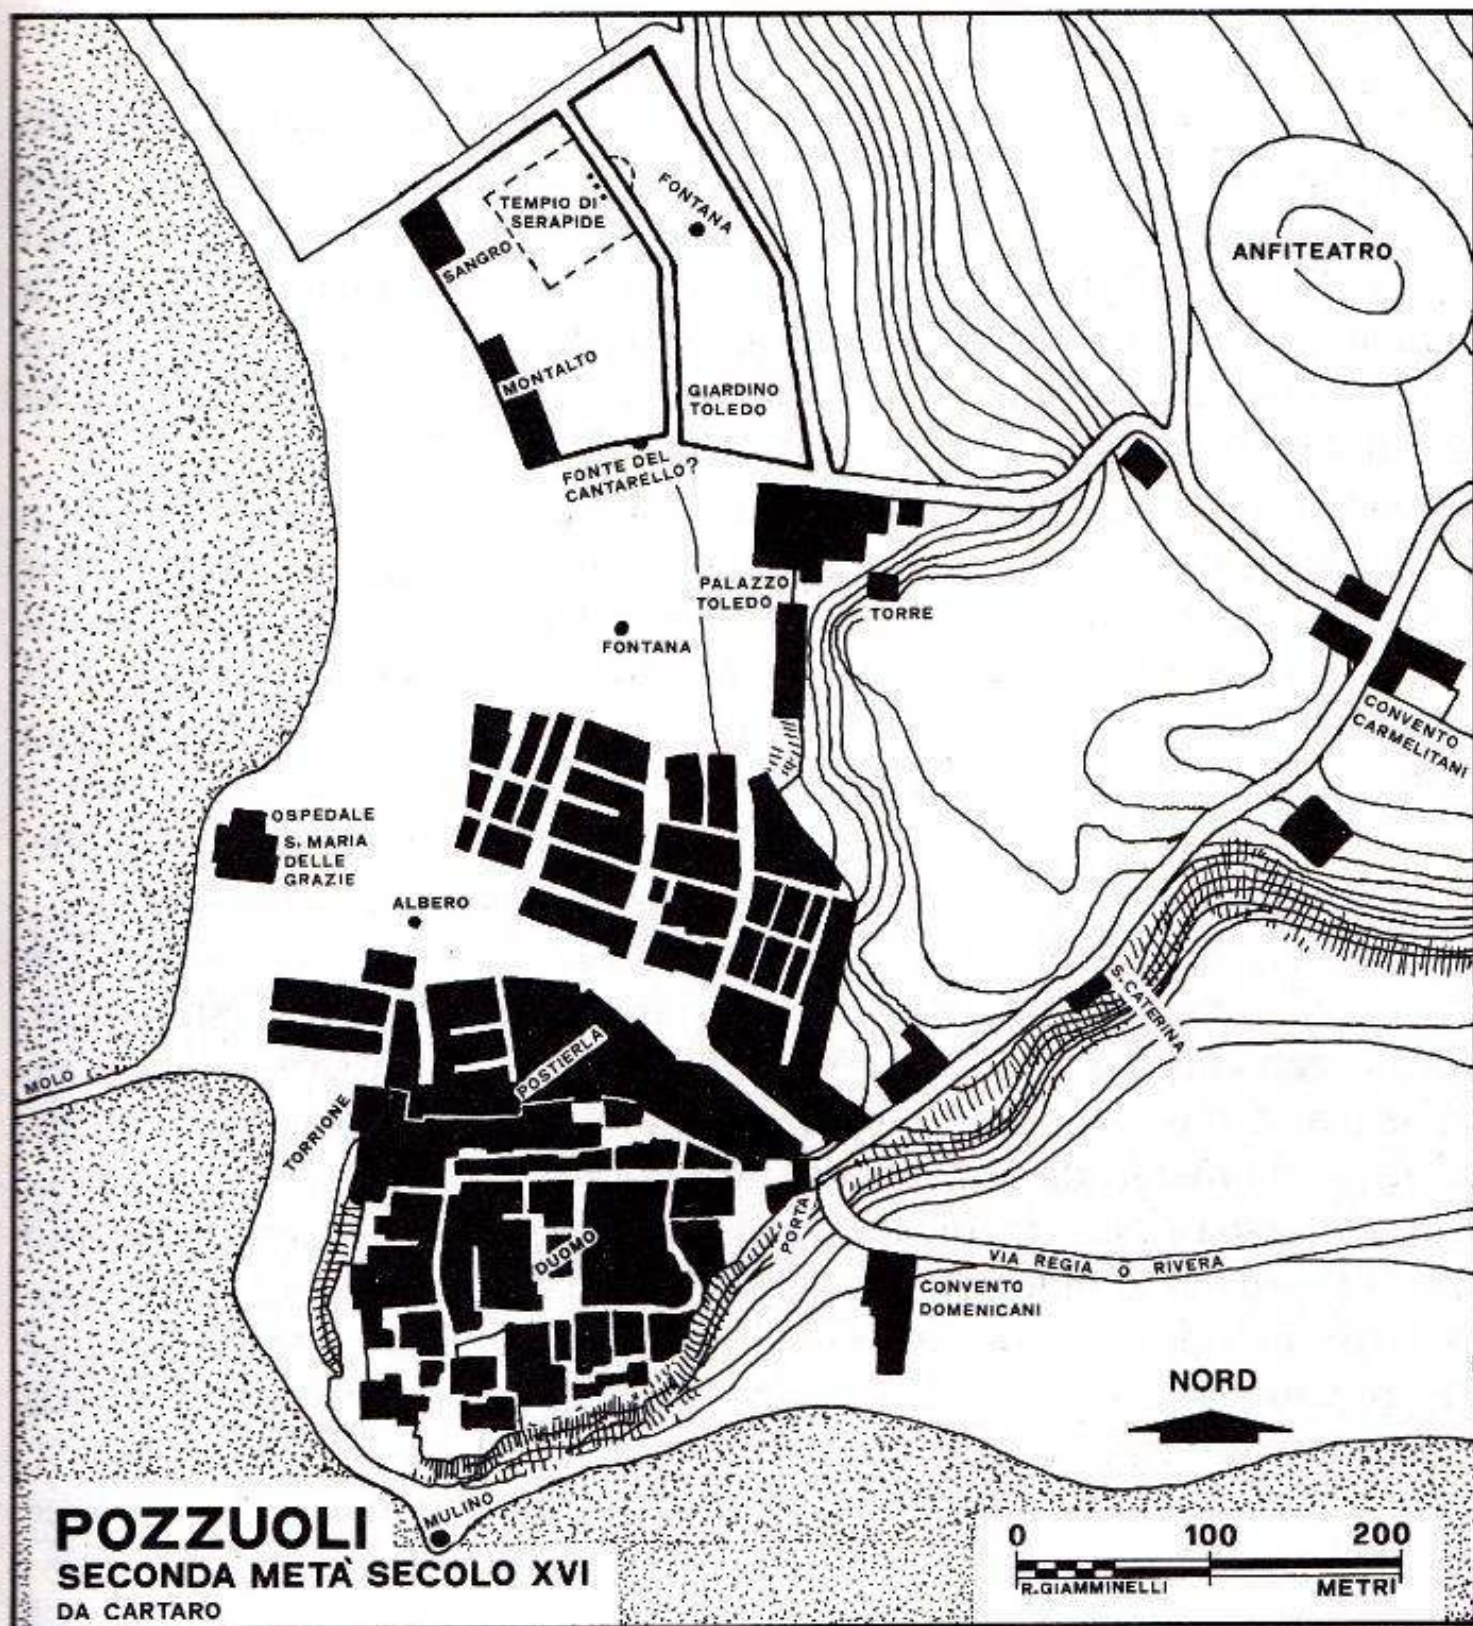 FONTANA
TEMPIO DI
SERAPIDE
SANGRO
ANFITEATRO
MONTALTO
GIARDINO
TOLEDO
FONTE DEL
CANTARELLO?
PALAZZO
TOLEDO
TORRE
FONTANA
CONVENTO
CARMELITANI
OSPEDALE
S. MARIA
DELLE
GRAZIE
ALBERO
S. CATERINA
POSTIERLA
MOLO
TORRIONE
PORTA
DUOMO
VIA REGIA O RIVERA
CONVENTO
DOMENICANI
NORD
MULINO
POZZUOLI
SECONDA METÀ SECOLO XVI
DA CARTARO
0 100 200
R. GIAMMINELLI METRI